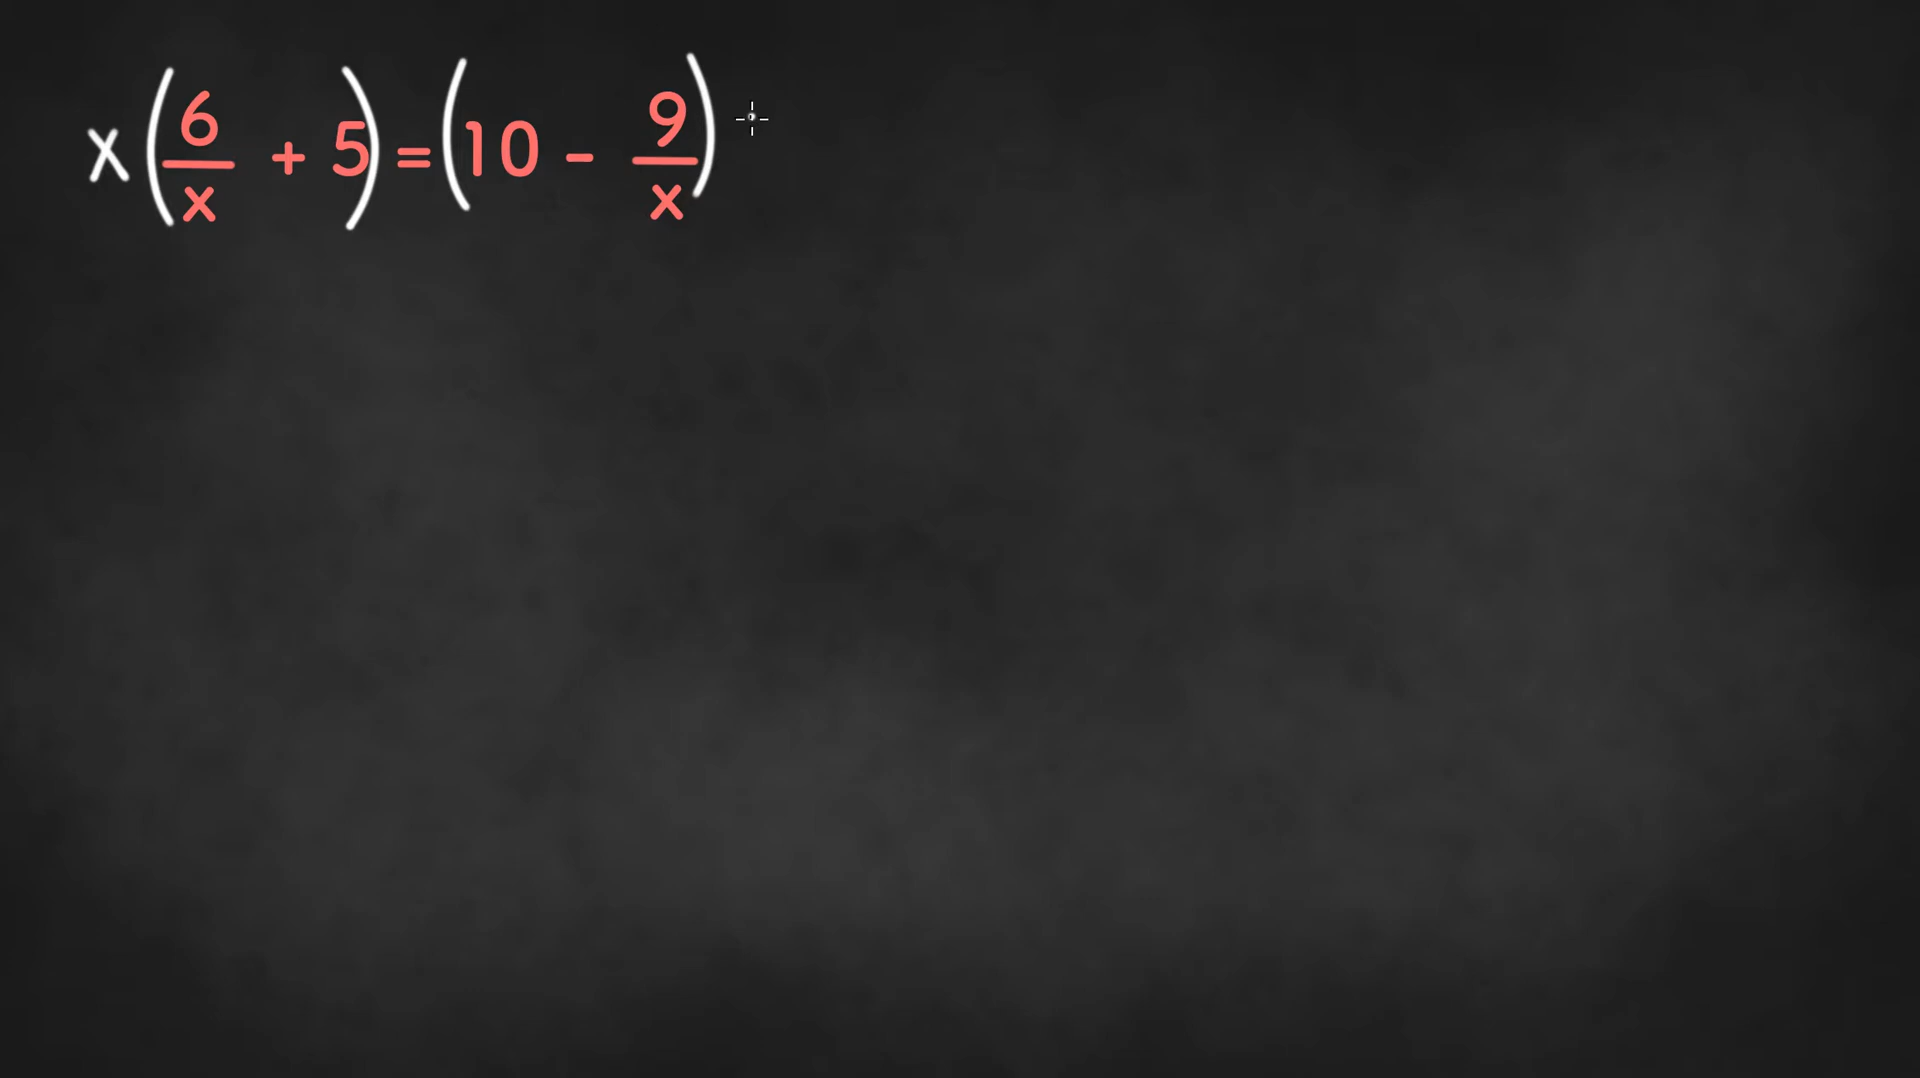 x(6/x + 5) = (10 - 9/x)